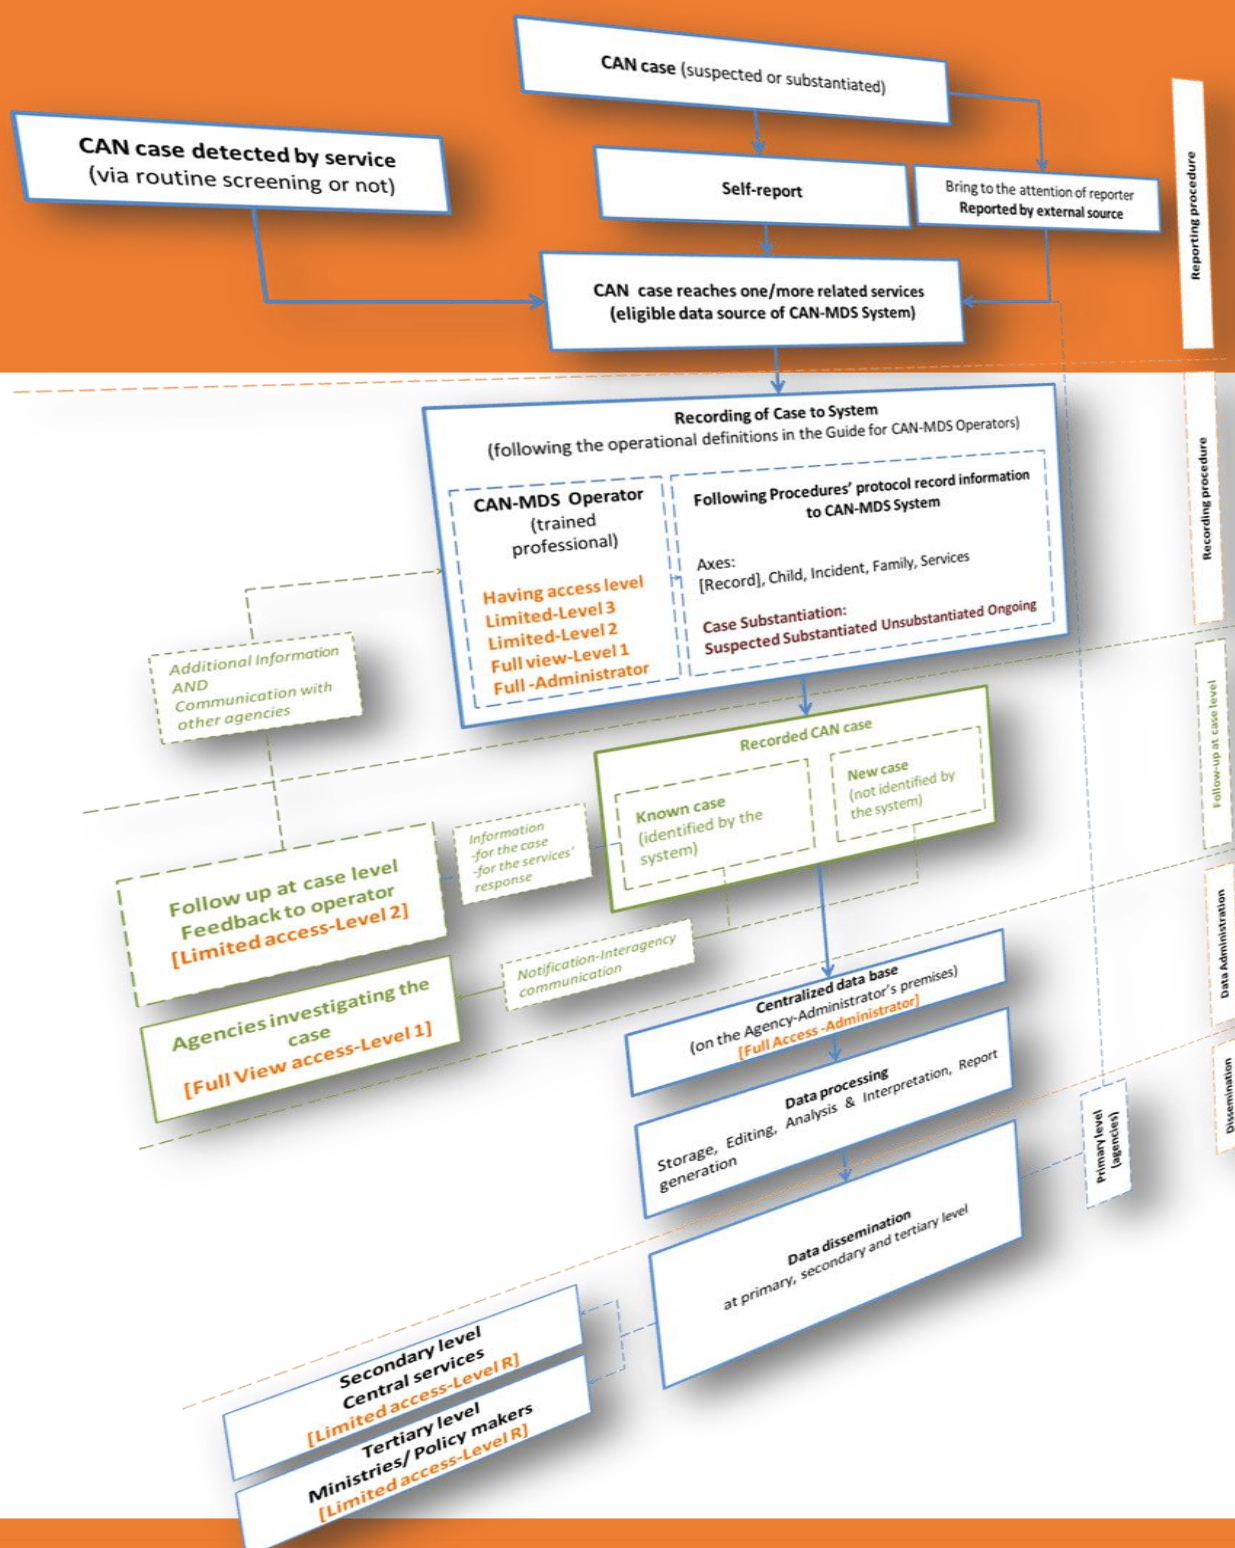 CAN case (suspected or substantiated)
CAN case detected by service
(via routine screening or not)
Self-report
Bring to the attention of reporter
Reported by external source
Reporting procedure
CAN case reaches one/more related services
(eligible data source of CAN-MDS System)
Recording of Case to System
(following the operational definitions in the Guide for CAN-MDS Operators)
CAN-MDS Operator
(trained
professional)
Having access level
Limited-Level 3
Limited-Level 2
Full view-Level 1
Full -Administrator
Following Procedures' protocol record information
to CAN-MDS System
Axes:
[Record], Child, Incident, Family, Services
Case Substantiation:
Suspected Substantiated Unsubstantiated Ongoing
Recording procedure
Additional Information
AND
Communication with
other agencies
Recorded CAN case
Known case
(identified by the
system)
New case
(not identified by
the system)
Follow-up at case level
Information
-for the case
-for the services'
response
Follow up at case level
Feedback to operator
[Limited access-Level 2]
Notification-Interagency
communication
Agencies investigating the
case
[Full View access-Level 1]
Centralized data base
(on the Agency-Administrator's premises)
[Full Access -Administrator]
Data Administration
Data processing
Storage, Editing, Analysis & Interpretation, Report
generation
Dissemination
Primary level
(agencies)
Data dissemination
at primary, secondary and tertiary level
Secondary level
Central services
[Limited access-Level R]
Tertiary level
Ministries/ Policy makers
[Limited access-Level R]